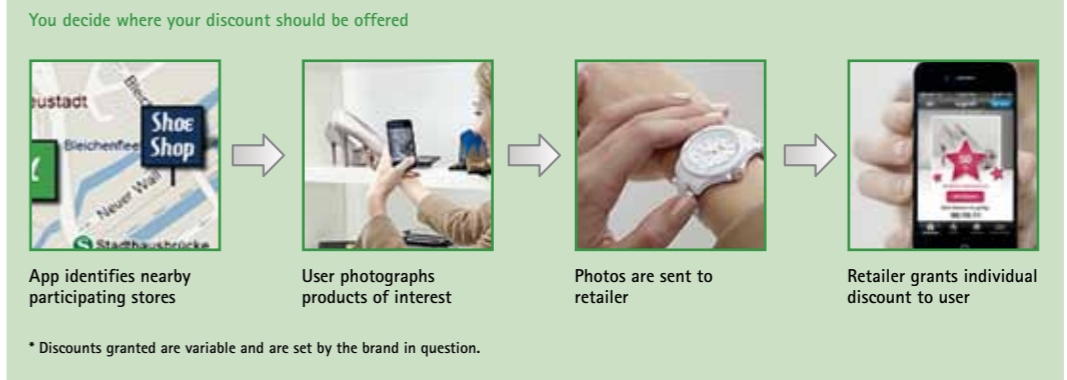 You decide where your discount should be offered
eustadt
Bleichenflee
Shoe
Shop
Neuer Wall
Stadthausbrücke
50
App identifies nearby
participating stores
User photographs
products of interest
Photos are sent to
retailer
Retailer grants individual
discount to user
* Discounts granted are variable and are set by the brand in question.